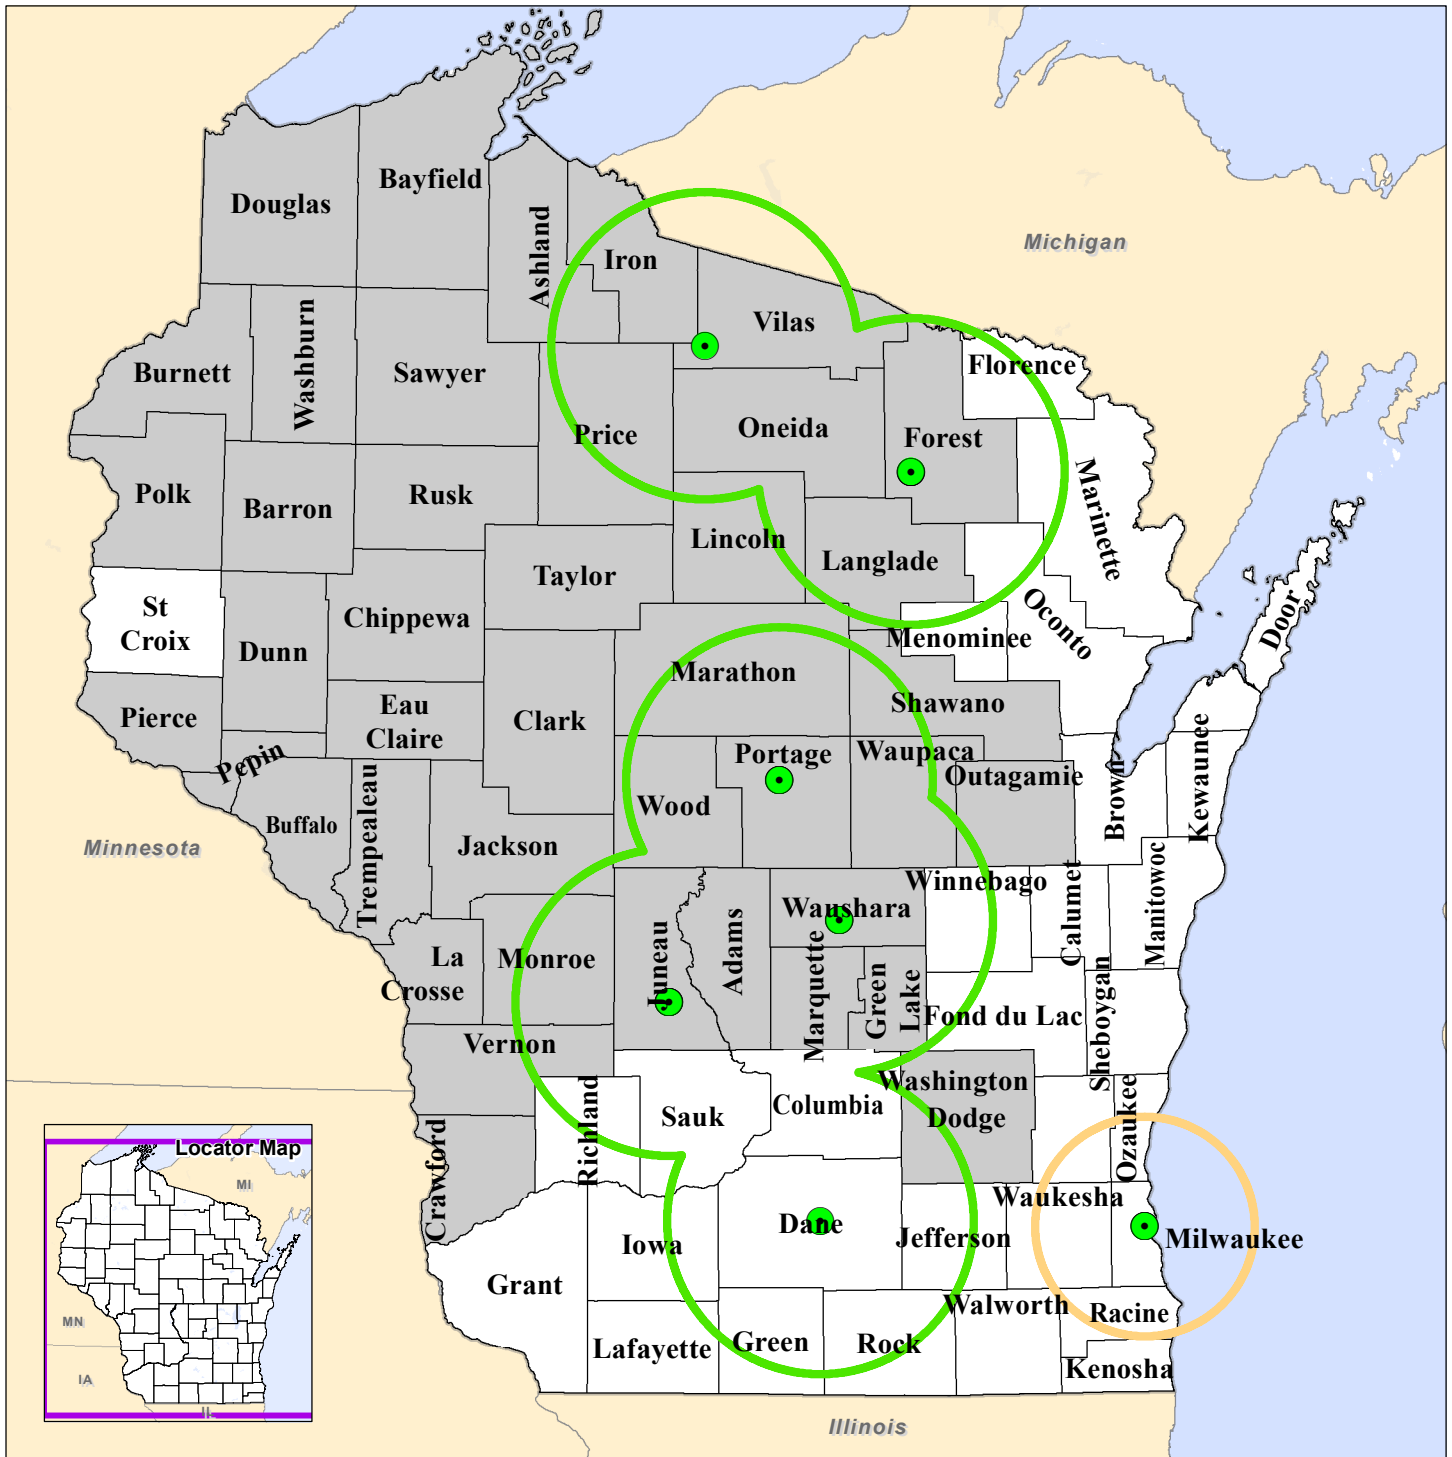 Bayfield
Douglas
Ashland
Iron
Michigan
Vilas
Burnett
Washburn
Sawyer
Florence
Price
Oneida
Forest
Polk
Barron
Rusk
Marinette
Lincoln
Langlade
Taylor
St
Croix
Chippewa
Dunn
Menominee
Oconto
Door
Marathon
Pierce
Eau
Claire
Clark
Shawano
Pepin
Portage
Waupaca
Outagamie
Brown
Kewaunee
Wood
Minnesota
Buffalo
Trempealeau
Jackson
Winnebago
Calumet
Manitowoc
Waushara
Juneau
Adams
Marquette
Green
Lake
La
Crosse
Monroe
Fond du Lac
Sheboygan
Vernon
Washington
Dodge
Columbia
Sauk
Richland
Ozaukee
Crawford
Waukesha
Milwaukee
Dane
Jefferson
Iowa
Grant
Walworth
Racine
Lafayette
Green
Rock
Kenosha
Illinois
Locator Map
MI
MN
IA
IL